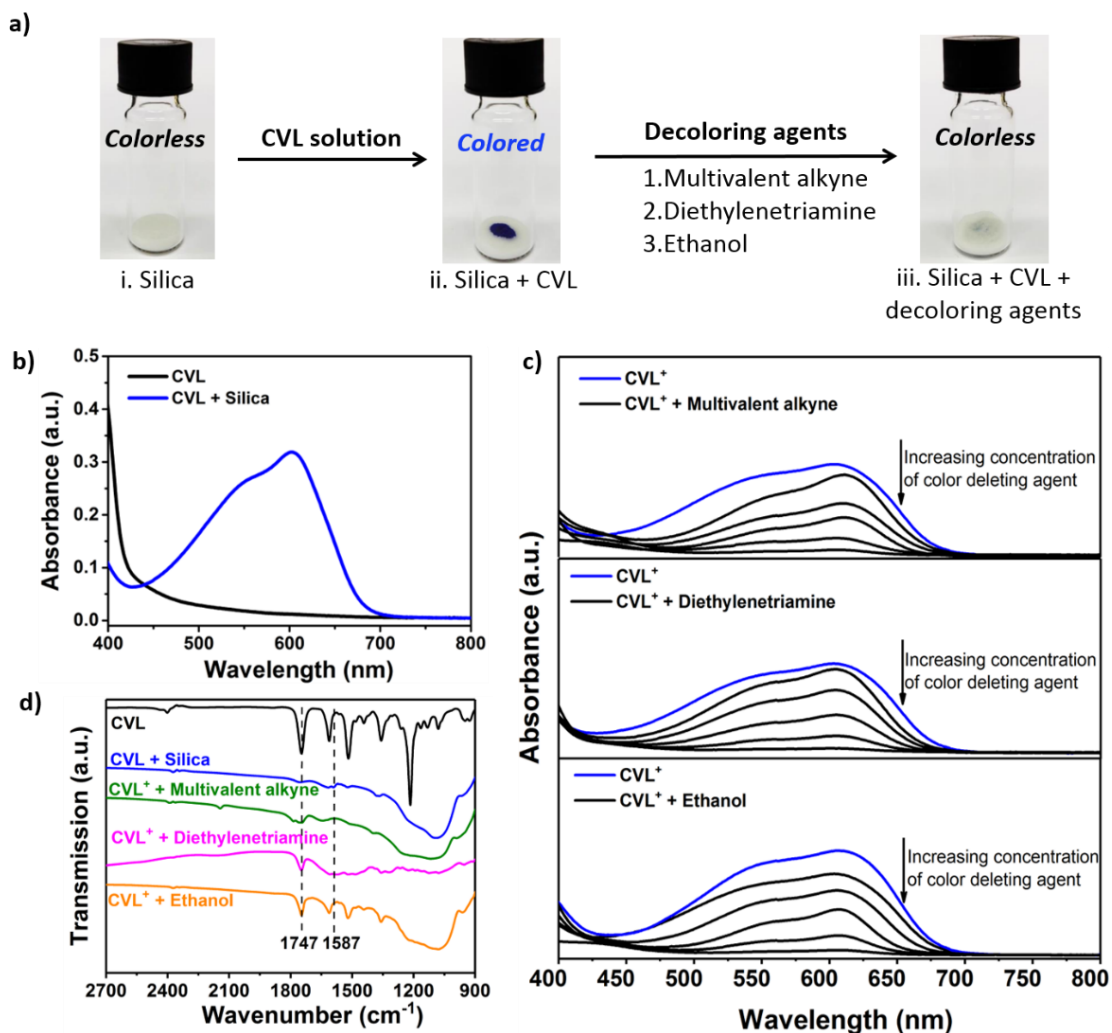 a)
Colorless
CVL solution
Colored
Decoloring agents
Colorless
1.Multivalent alkyne
2.Diethylenetriamine
3.Ethanol
i. Silica
ii. Silica + CVL
iii. Silica + CVL +
decoloring agents
b)
0.5
0.4
0.3
0.2
0.1
0.0
Absorbance (a.u.)
CVL
CVL + Silica
400
500
600
700
800
Wavelength (nm)
c)
CVL⁺
CVL⁺ + Multivalent alkyne
Increasing concentration
of color deleting agent
CVL⁺
CVL⁺ + Diethylenetriamine
Increasing concentration
of color deleting agent
CVL⁺
CVL⁺ + Ethanol
Increasing concentration
of color deleting agent
Absorbance (a.u.)
400
450
500
550
600
650
700
750
800
Wavelength (nm)
d)
CVL
CVL + Silica
CVL⁺ + Multivalent alkyne
CVL⁺ + Diethylenetriamine
CVL⁺ + Ethanol
1747
1587
Transmission (a.u.)
2700
2400
2100
1800
1500
1200
900
Wavenumber (cm⁻¹)